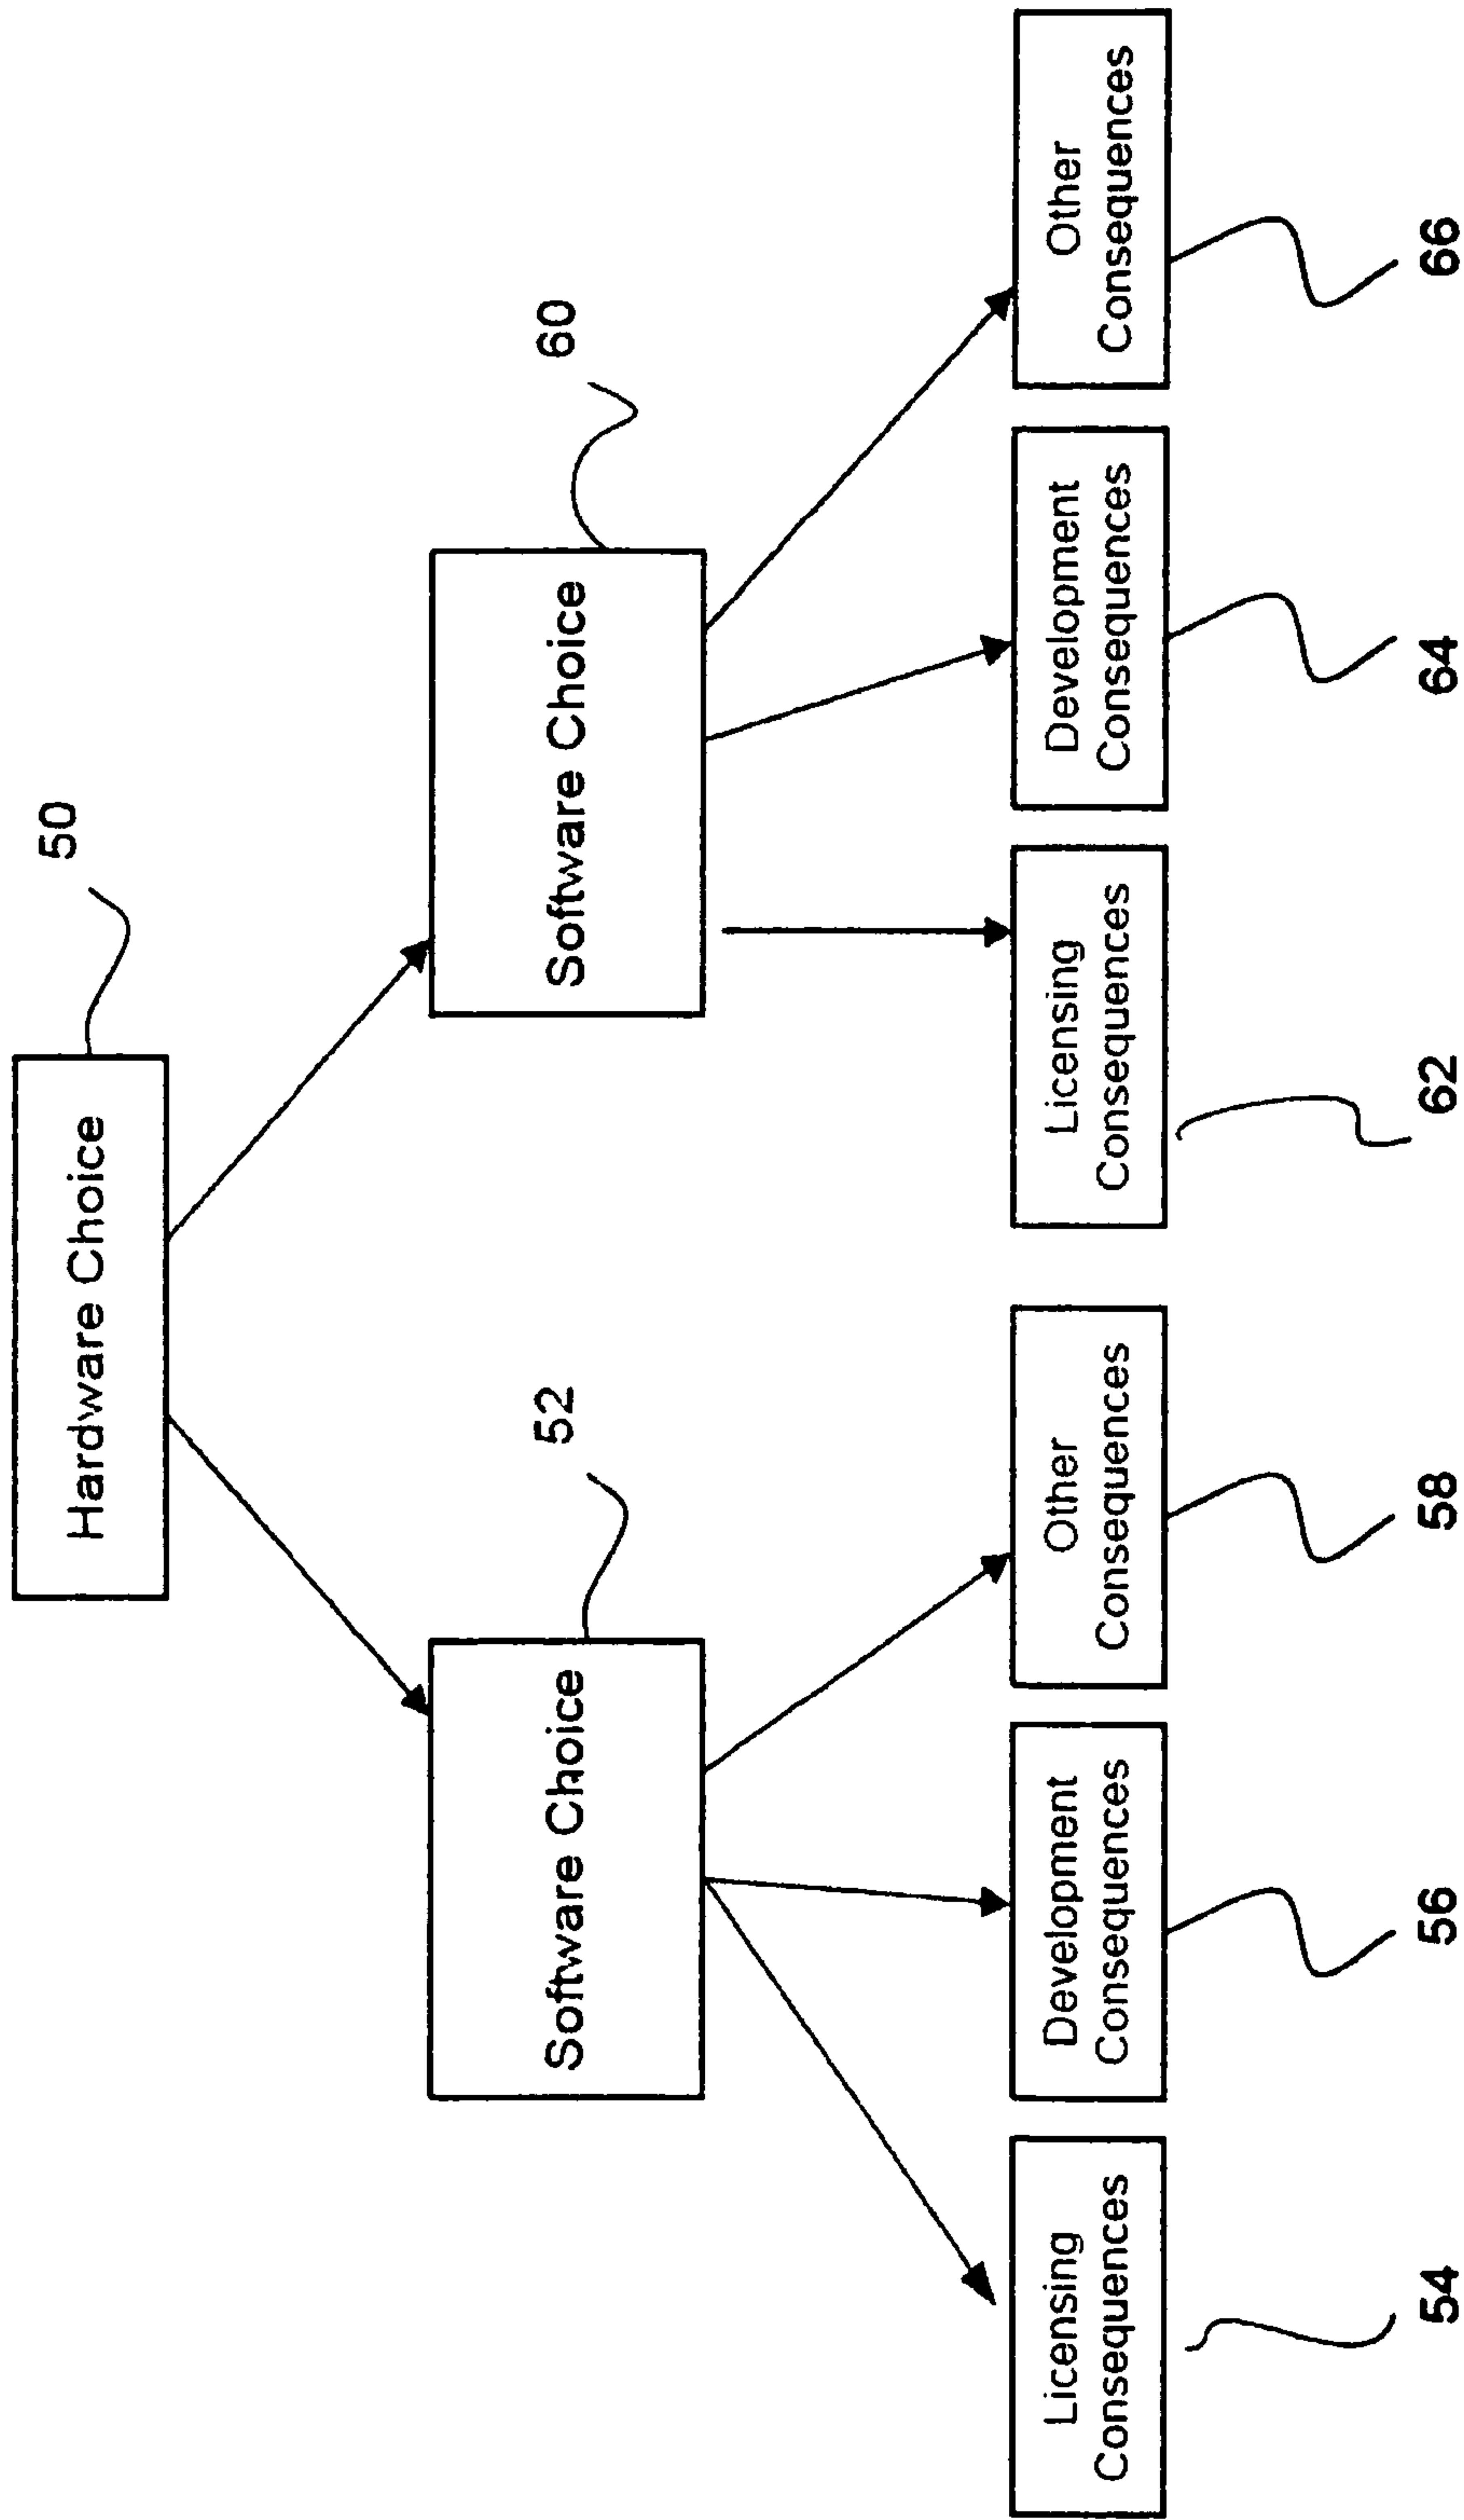 50
Hardware Choice
52
60
Software Choice
Software Choice
Licensing
Consequences
Development
Consequences
Other
Consequences
Licensing
Consequences
Development
Consequences
Other
Consequences
54
56
58
62
64
66